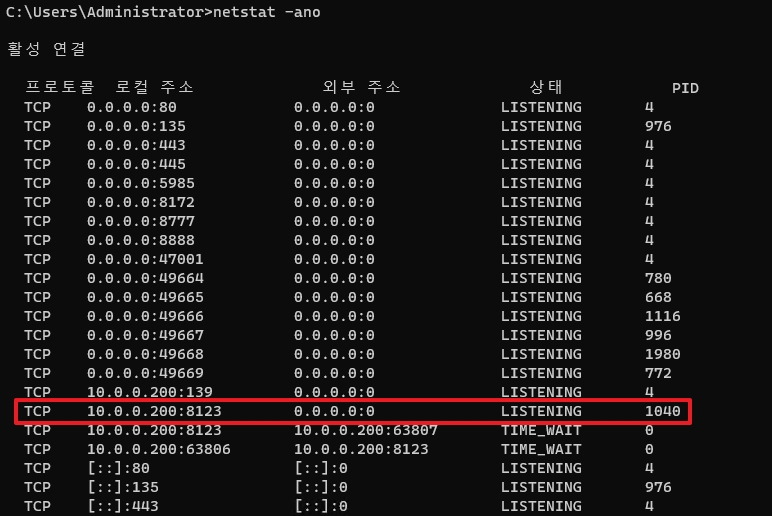 C:\Users\Administrator>netstat -ano
활성 연결
프로토콜 로컬 주소 외부 주소 상태 PID
TCP 0.0.0.0:80 0.0.0.0:0 LISTENING 4
TCP 0.0.0.0:135 0.0.0.0:0 LISTENING 976
TCP 0.0.0.0:443 0.0.0.0:0 LISTENING 4
TCP 0.0.0.0:445 0.0.0.0:0 LISTENING 4
TCP 0.0.0.0:5985 0.0.0.0:0 LISTENING 4
TCP 0.0.0.0:8172 0.0.0.0:0 LISTENING 4
TCP 0.0.0.0:8777 0.0.0.0:0 LISTENING 4
TCP 0.0.0.0:8888 0.0.0.0:0 LISTENING 4
TCP 0.0.0.0:47001 0.0.0.0:0 LISTENING 4
TCP 0.0.0.0:49664 0.0.0.0:0 LISTENING 780
TCP 0.0.0.0:49665 0.0.0.0:0 LISTENING 668
TCP 0.0.0.0:49666 0.0.0.0:0 LISTENING 1116
TCP 0.0.0.0:49667 0.0.0.0:0 LISTENING 996
TCP 0.0.0.0:49668 0.0.0.0:0 LISTENING 1980
TCP 0.0.0.0:49669 0.0.0.0:0 LISTENING 772
TCP 10.0.0.200:139 0.0.0.0:0 LISTENING 4
TCP 10.0.0.200:8123 0.0.0.0:0 LISTENING 1040
TCP 10.0.0.200:8123 10.0.0.200:63807 TIME_WAIT 0
TCP 10.0.0.200:63806 10.0.0.200:8123 TIME_WAIT 0
TCP [::]:80 [::]:0 LISTENING 4
TCP [::]:135 [::]:0 LISTENING 976
TCP [::]:443 [::]:0 LISTENING 4